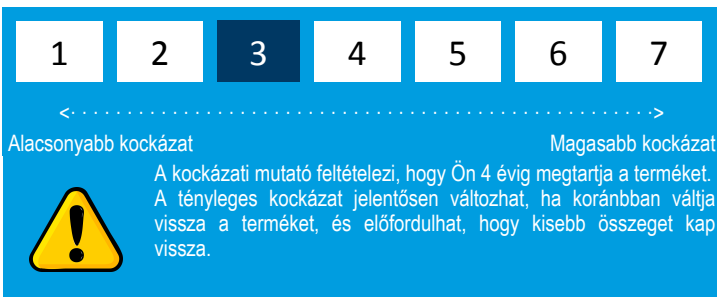 1 2 3 4 5 6 7
Alacsonyabb kockázat Magasabb kockázat
A kockázati mutató feltételezi, hogy Ön 4 évig megtartja a terméket.
A tényleges kockázat jelentősen változhat, ha koránbban váltja
vissza a terméket, és előfordulhat, hogy kisebb összeget kap
vissza.